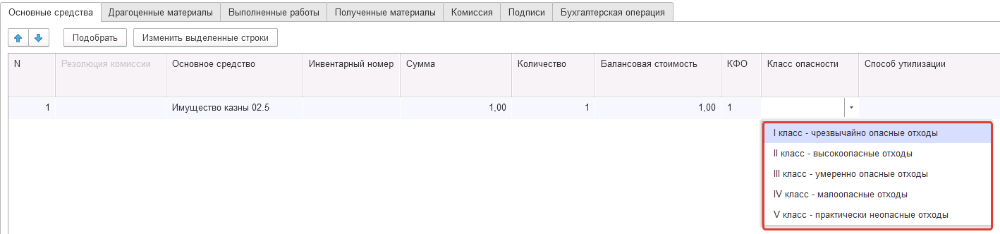 Основные средства Драгоценные материалы Выполненные работы Полученные материалы Комиссия Подписи Бухгалтерская операция
Подобрать Изменить выделенные строки
N Резолюция комиссии Основное средство Инвентарный номер Сумма Количество Балансовая стоимость КФО Класс опасности Способ утилизации
1 Имущество казны 02.5 1,00 1 1,00 1
I класс - чрезвычайно опасные отходы
II класс - высокоопасные отходы
III класс - умеренно опасные отходы
IV класс - малоопасные отходы
V класс - практически неопасные отходы